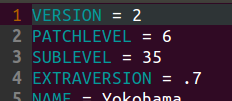 1 VERSION = 2
2 PATCHLEVEL = 6
3 SUBLEVEL = 35
4 EXTRAVERSION = .7
5 NAME = Yokohama